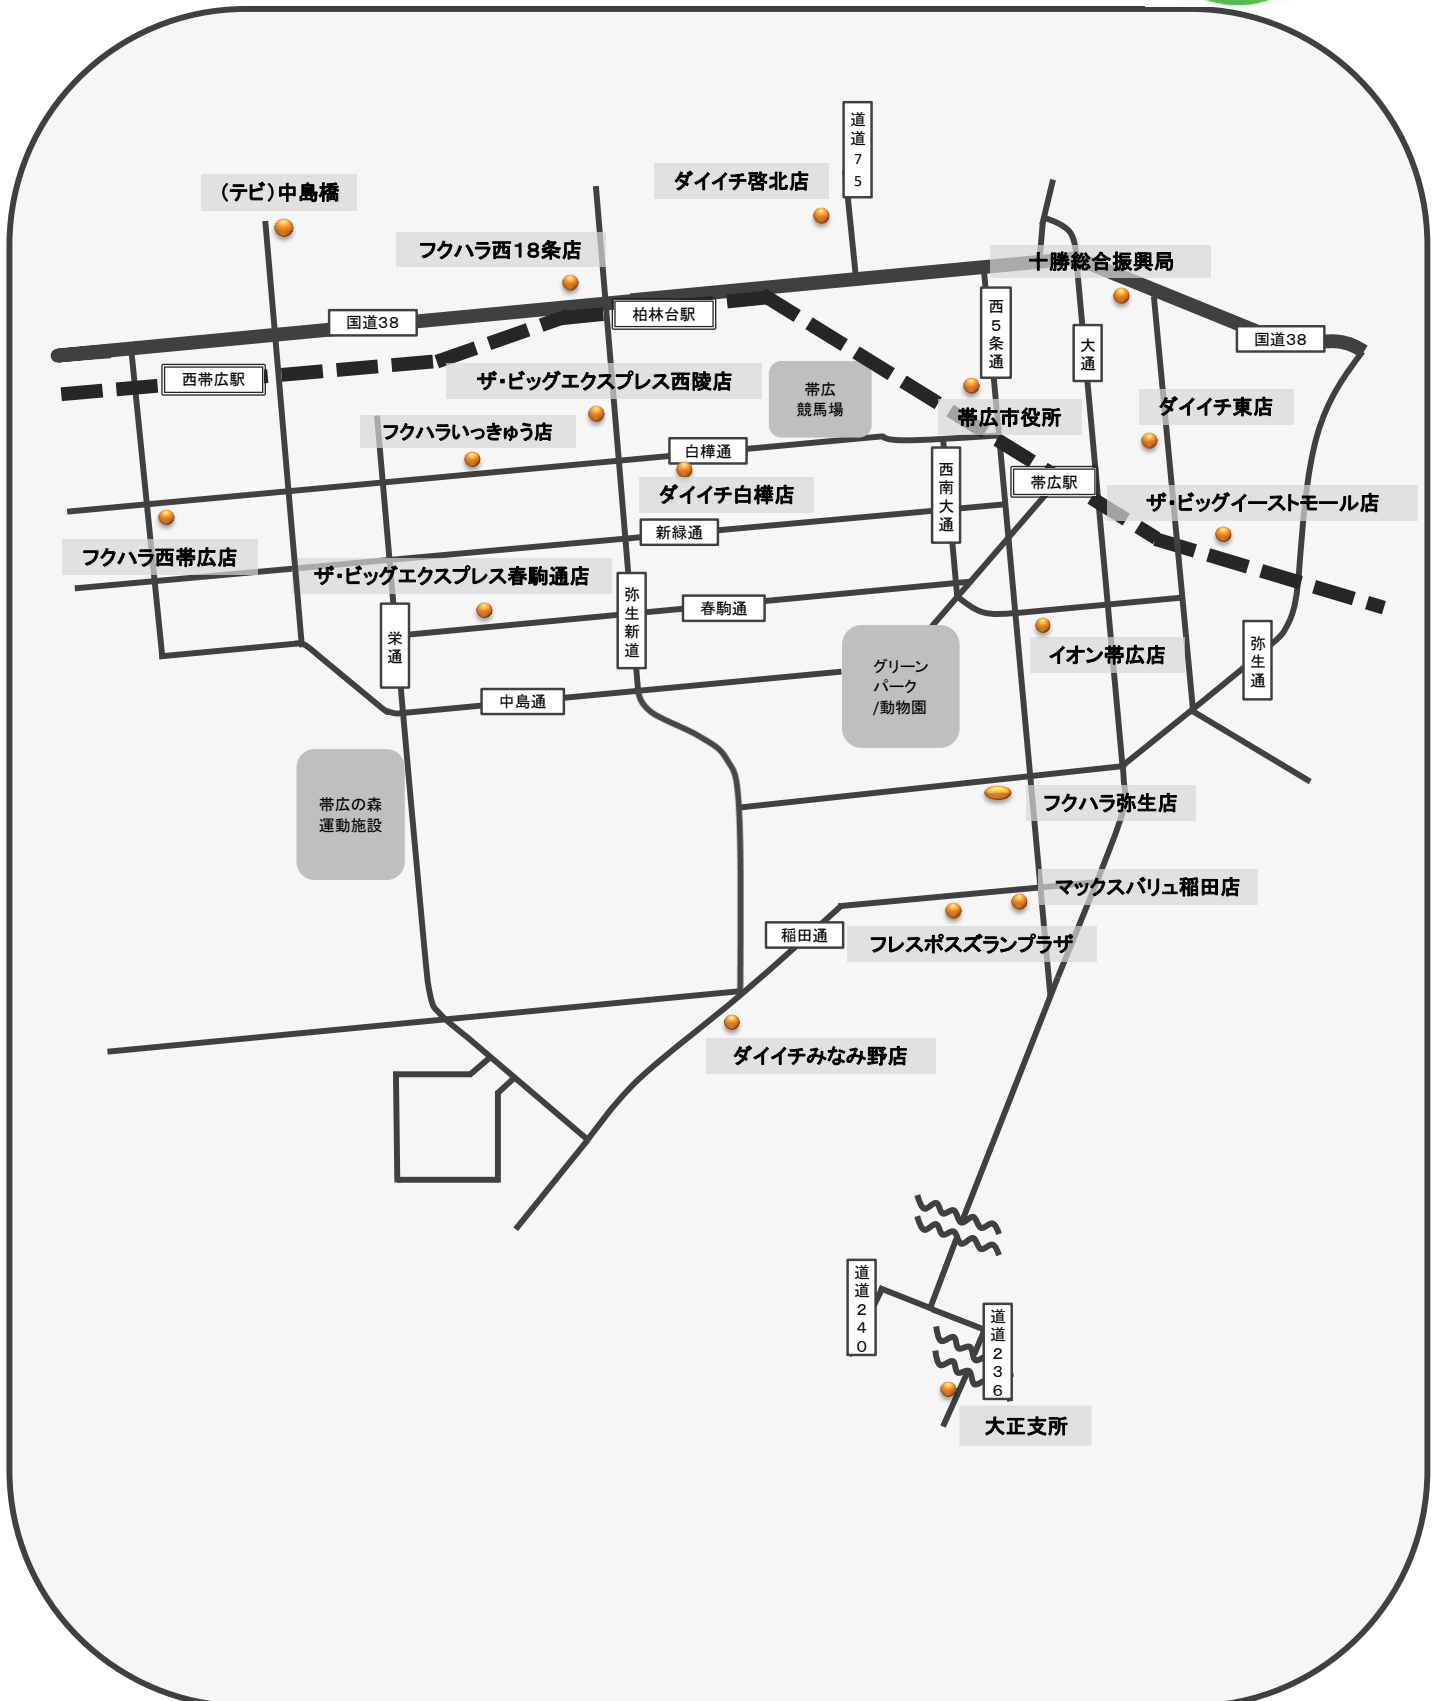 道道75
ダイイチ啓北店
（テビ）中島橋
フクハラ西18条店
十勝総合振興局
国道38
柏林台駅
西5条通
大通
国道38
西帯広駅
ザ・ビッグエクスプレス西陵店
帯広
競馬場
帯広市役所
ダイイチ東店
フクハラいっきゅう店
白樺通
西南大通
帯広駅
ダイイチ白樺店
ザ・ビッグイーストモール店
新緑通
フクハラ西帯広店
ザ・ビッグエクスプレス春駒通店
弥生新道
春駒通
栄通
イオン帯広店
弥生通
グリーン
パーク
/動物園
中島通
帯広の森
運動施設
フクハラ弥生店
マックスバリュ稲田店
稲田通
フレスポスズランプラザ
ダイイチみなみ野店
道道240
道道236
大正支所